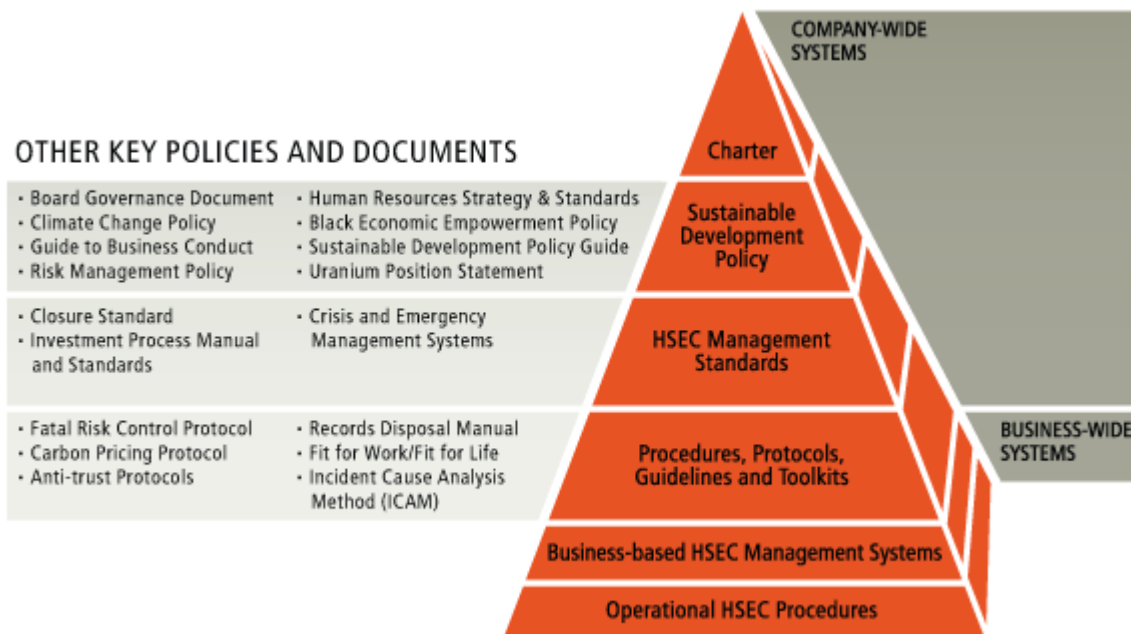 COMPANY-WIDE
SYSTEMS
OTHER KEY POLICIES AND DOCUMENTS
Charter
· Board Governance Document
· Climate Change Policy
· Guide to Business Conduct
· Risk Management Policy
· Human Resources Strategy & Standards
· Black Economic Empowerment Policy
· Sustainable Development Policy Guide
· Uranium Position Statement
Sustainable
Development
Policy
· Closure Standard
· Investment Process Manual
and Standards
· Crisis and Emergency
Management Systems
HSEC Management
Standards
· Fatal Risk Control Protocol
· Carbon Pricing Protocol
· Anti-trust Protocols
· Records Disposal Manual
· Fit for Work/Fit for Life
· Incident Cause Analysis
Method (ICAM)
Procedures, Protocols,
Guidelines and Toolkits
BUSINESS-WIDE
SYSTEMS
Business-based HSEC Management Systems
Operational HSEC Procedures